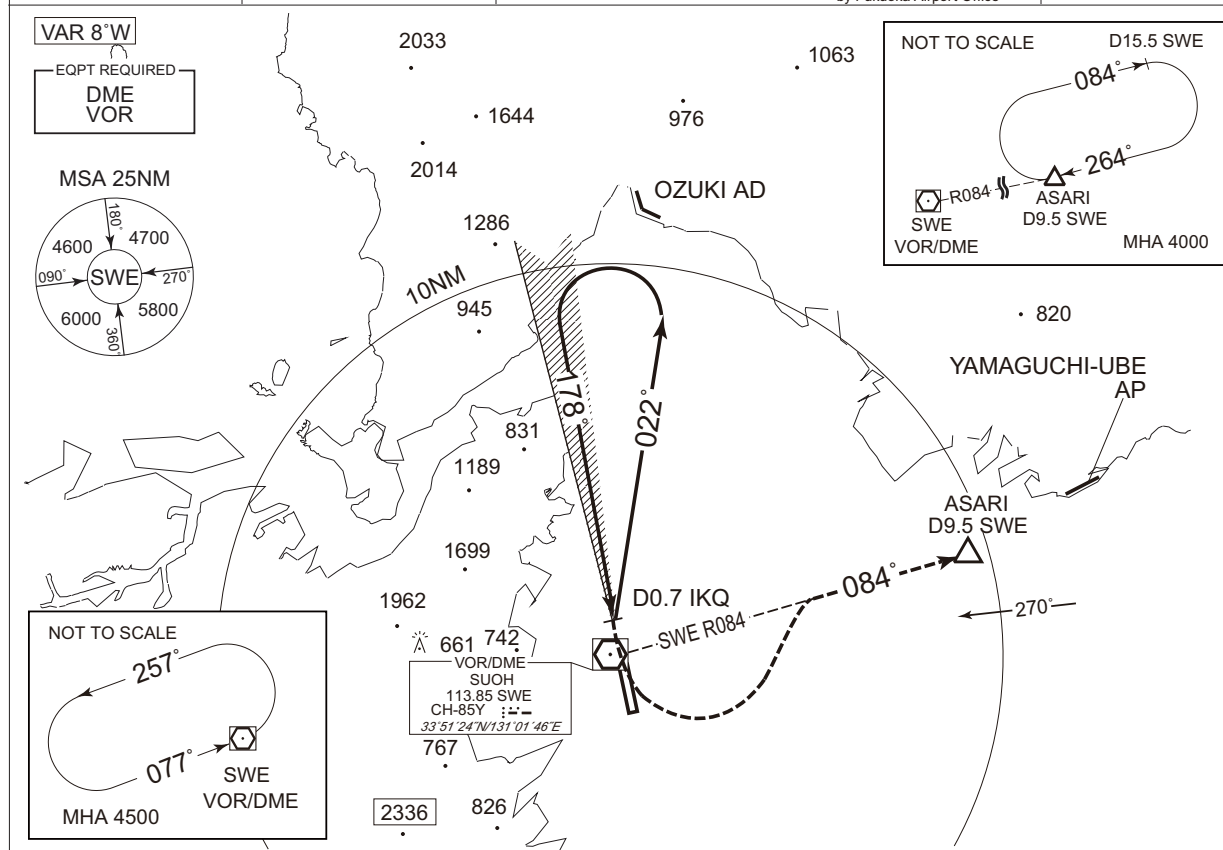 by Fukuoka Airport Office
VAR 8°W
EQPT REQUIRED
DME
VOR
MSA 25NM
180°
4600
4700
090°
SWE
270°
6000
5800
360°
2033
1063
1644
976
2014
OZUKI AD
1286
10NM
945
820
YAMAGUCHI-UBE
AP
178°
022°
831
1189
ASARI
D9.5 SWE
1699
D0.7 IKQ
084°
SWE R084
270°
1962
661
742
VOR/DME
SUOH
113.85 SWE
CH-85Y
33°51'24"N/131°01'46"E
767
2336
826
NOT TO SCALE
D15.5 SWE
084°
264°
R084
ASARI
D9.5 SWE
SWE
VOR/DME
MHA 4000
NOT TO SCALE
257°
077°
SWE
VOR/DME
MHA 4500